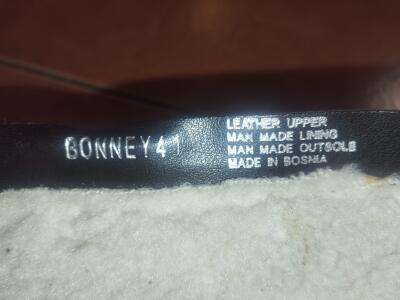 BONNEY41
LEATHER UPPER
MAN MADE LINING
MAN MADE OUTSOLE
MADE IN BOSNIA